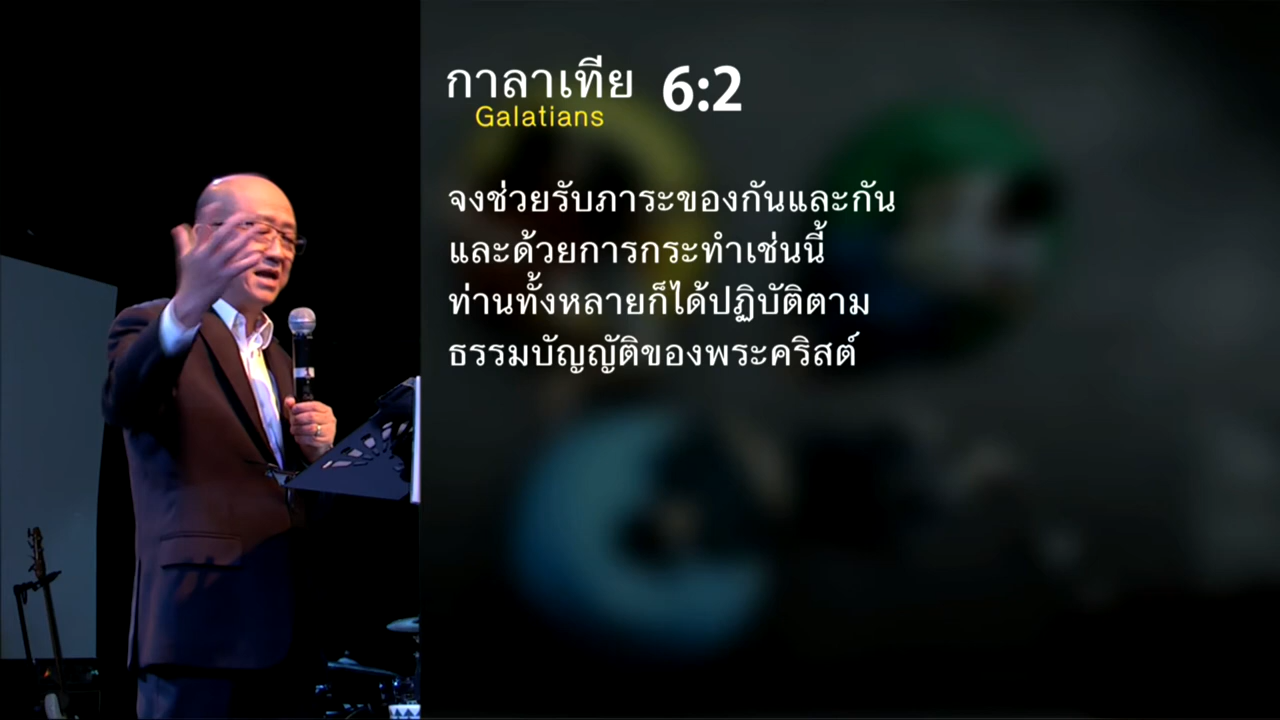 กาลาเทีย 6:2
Galatians
จงช่วยรับภาระของกันและกัน
และด้วยการกระทำเช่นนี้
ท่านทั้งหลายก็ได้ปฏิบัติตาม
ธรรมบัญญัติของพระคริสต์